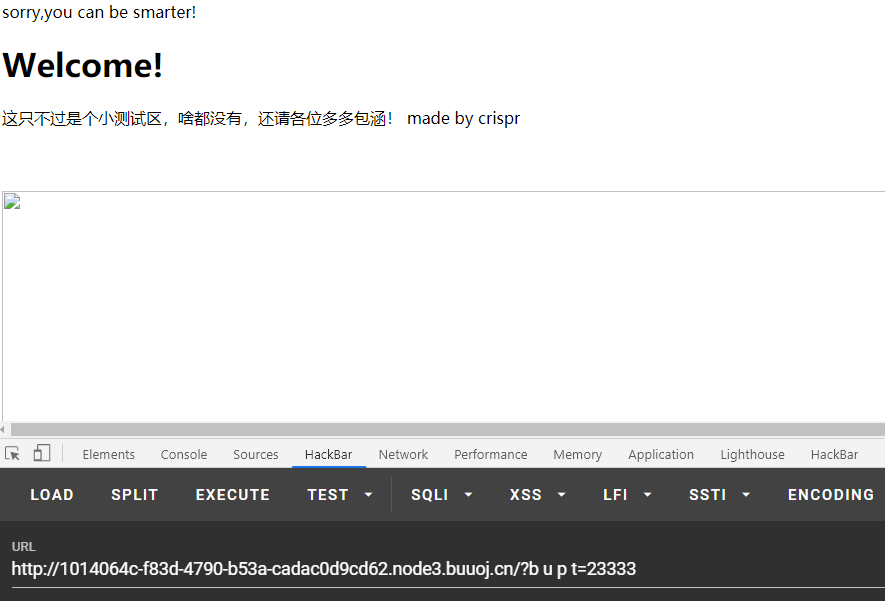 sorry,you can be smarter!
Welcome!
这只不过是个小测试区，啥都没有，还请各位多多包涵！ made by crispr
Elements Console Sources HackBar Network Performance Memory Application Lighthouse HackBar
LOAD SPLIT EXECUTE TEST SQLI XSS LFI SSTI ENCODING
URL
http://1014064c-f83d-4790-b53a-cadac0d9cd62.node3.buuoj.cn/?b u p t=23333